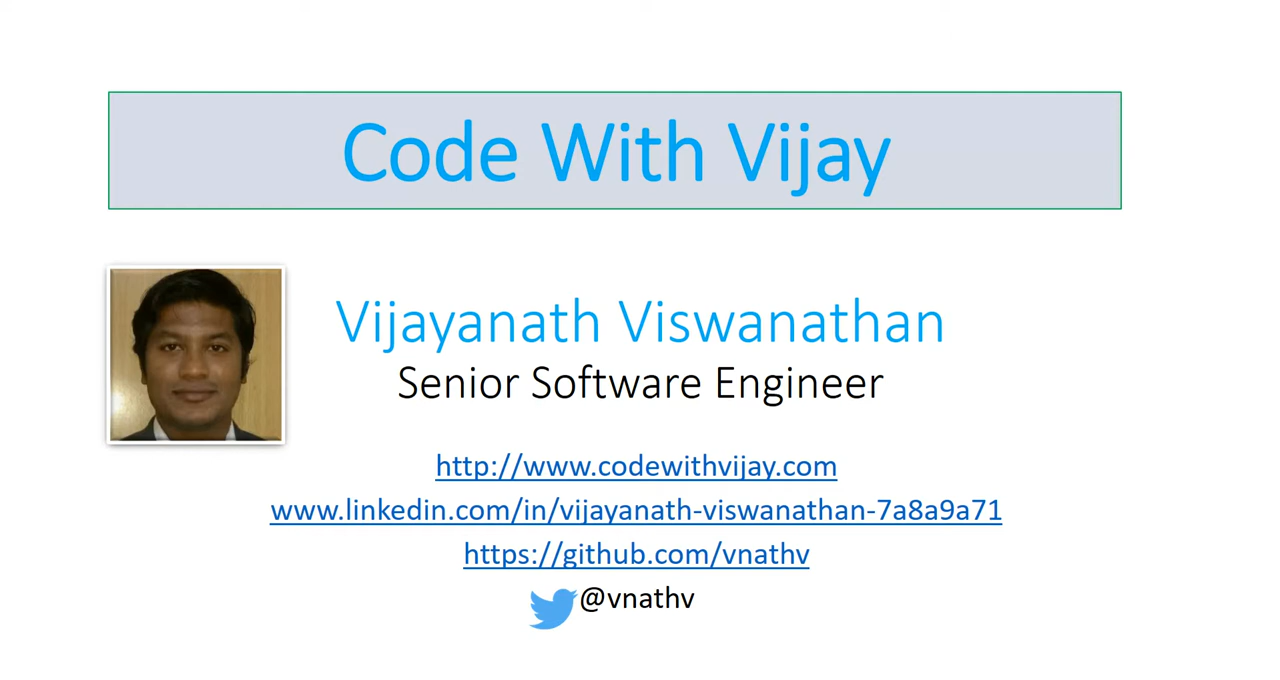 Code With Vijay
Vijayanath Viswanathan
Senior Software Engineer
http://www.codewithvijay.com
www.linkedin.com/in/vijayanath-viswanathan-7a8a9a71
https://github.com/vnathv
@vnathv